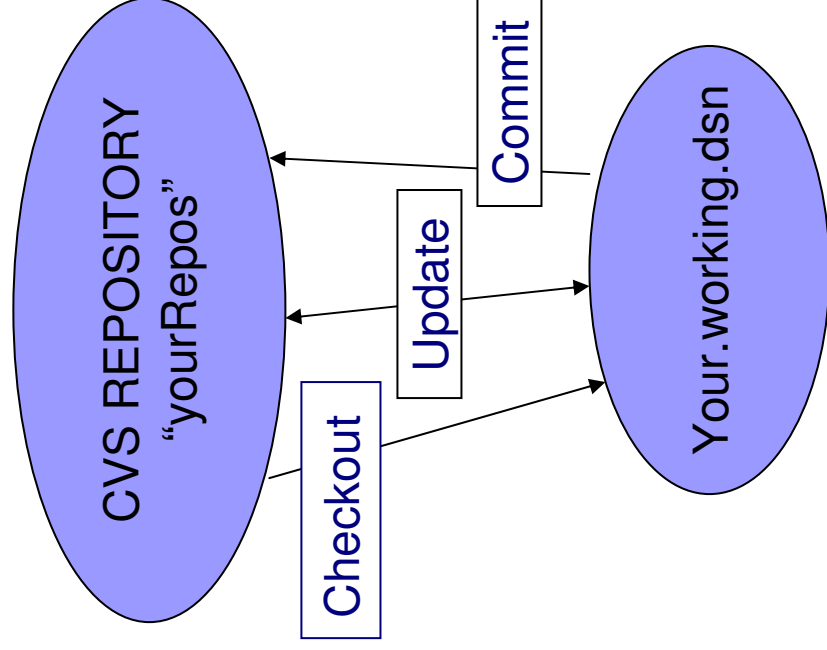 CVS REPOSITORY
“yourRepos”
Checkout
Update
Commit
Your.working.dsn